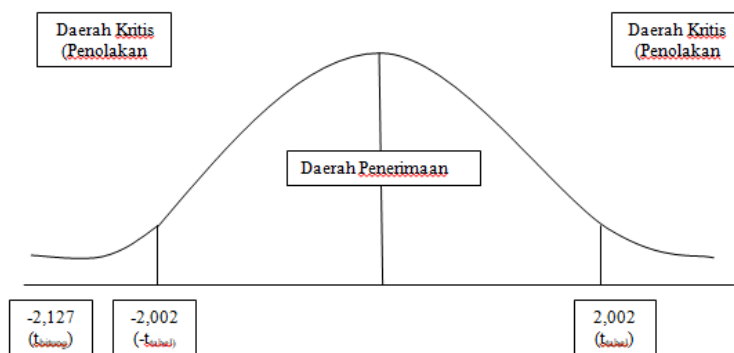 Daerah Kritis
(Penolakan
Daerah Kritis
(Penolakan
Daerah Penerimaan
-2,127
(thitung)
-2,002
(-ttabel)
2,002
(ttabel)